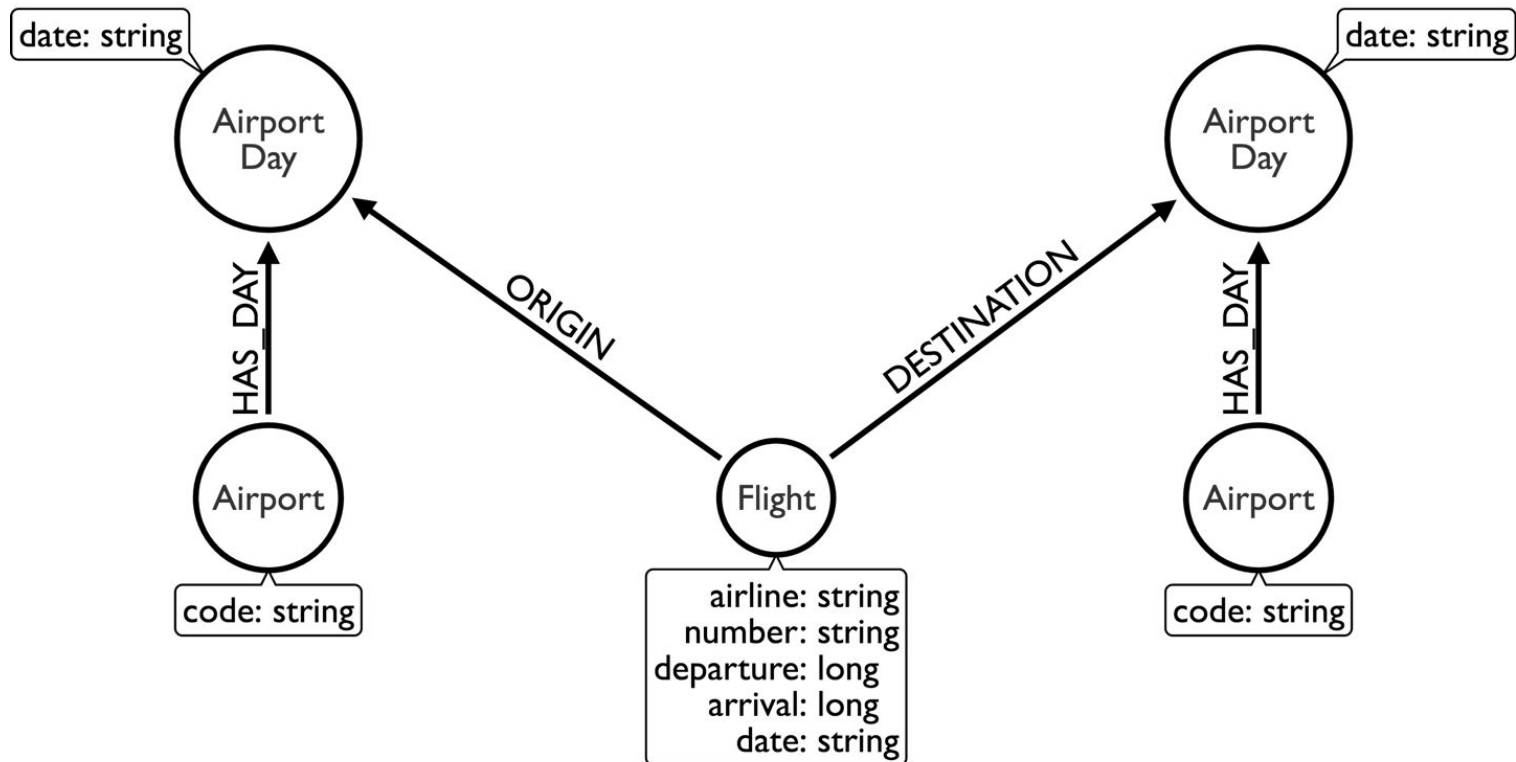 date: string
date: string
Airport
Day
Airport
Day
HAS_DAY
ORIGIN
DESTINATION
HAS_DAY
Airport
Flight
Airport
code: string
airline: string
number: string
departure: long
arrival: long
date: string
code: string